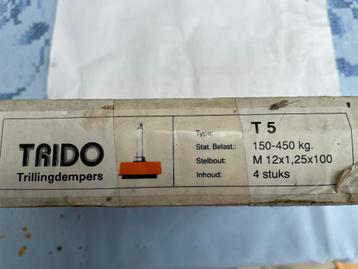 TRIDO
Trillingdempers
Type: T 5
Stat. Belast.: 150-450 kg.
Stelbout: M 12x1,25x100
Inhoud: 4 stuks